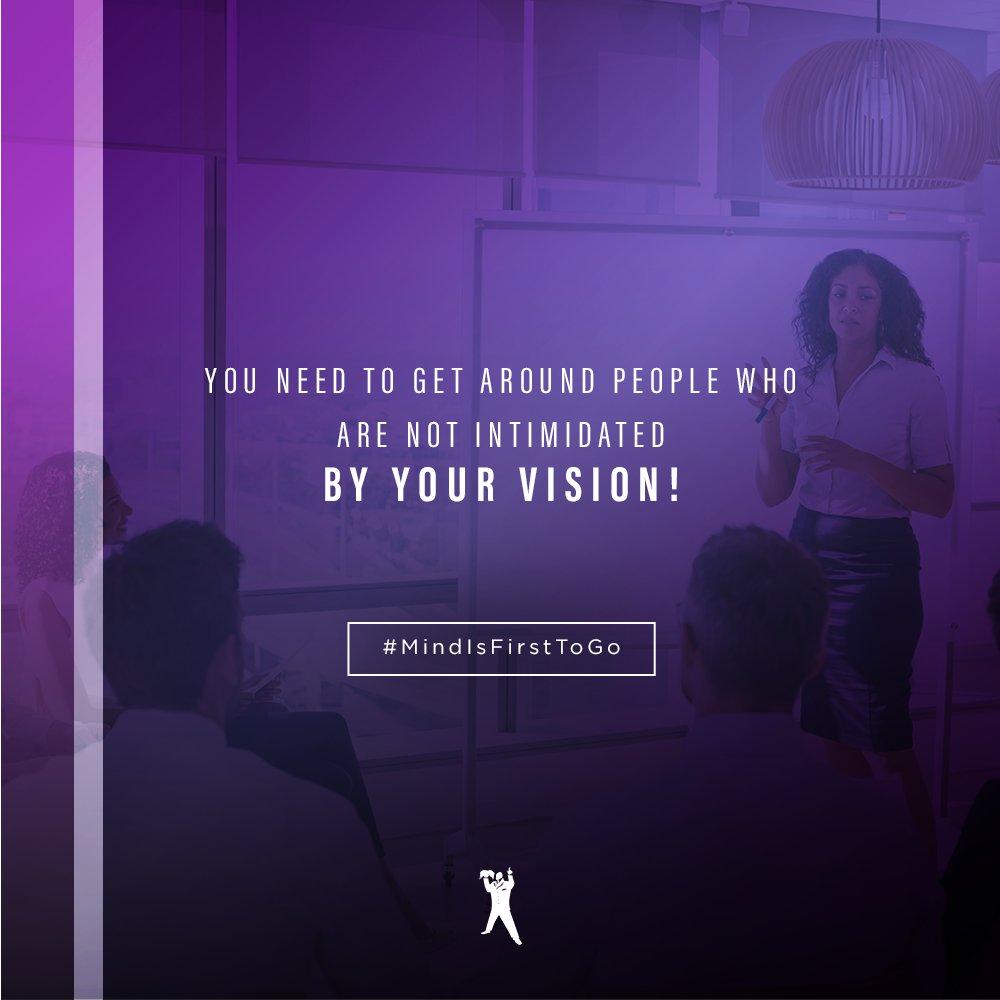 YOU NEED TO GET AROUND PEOPLE WHO
ARE NOT INTIMIDATED
BY YOUR VISION!
#MindIsFirstToGo